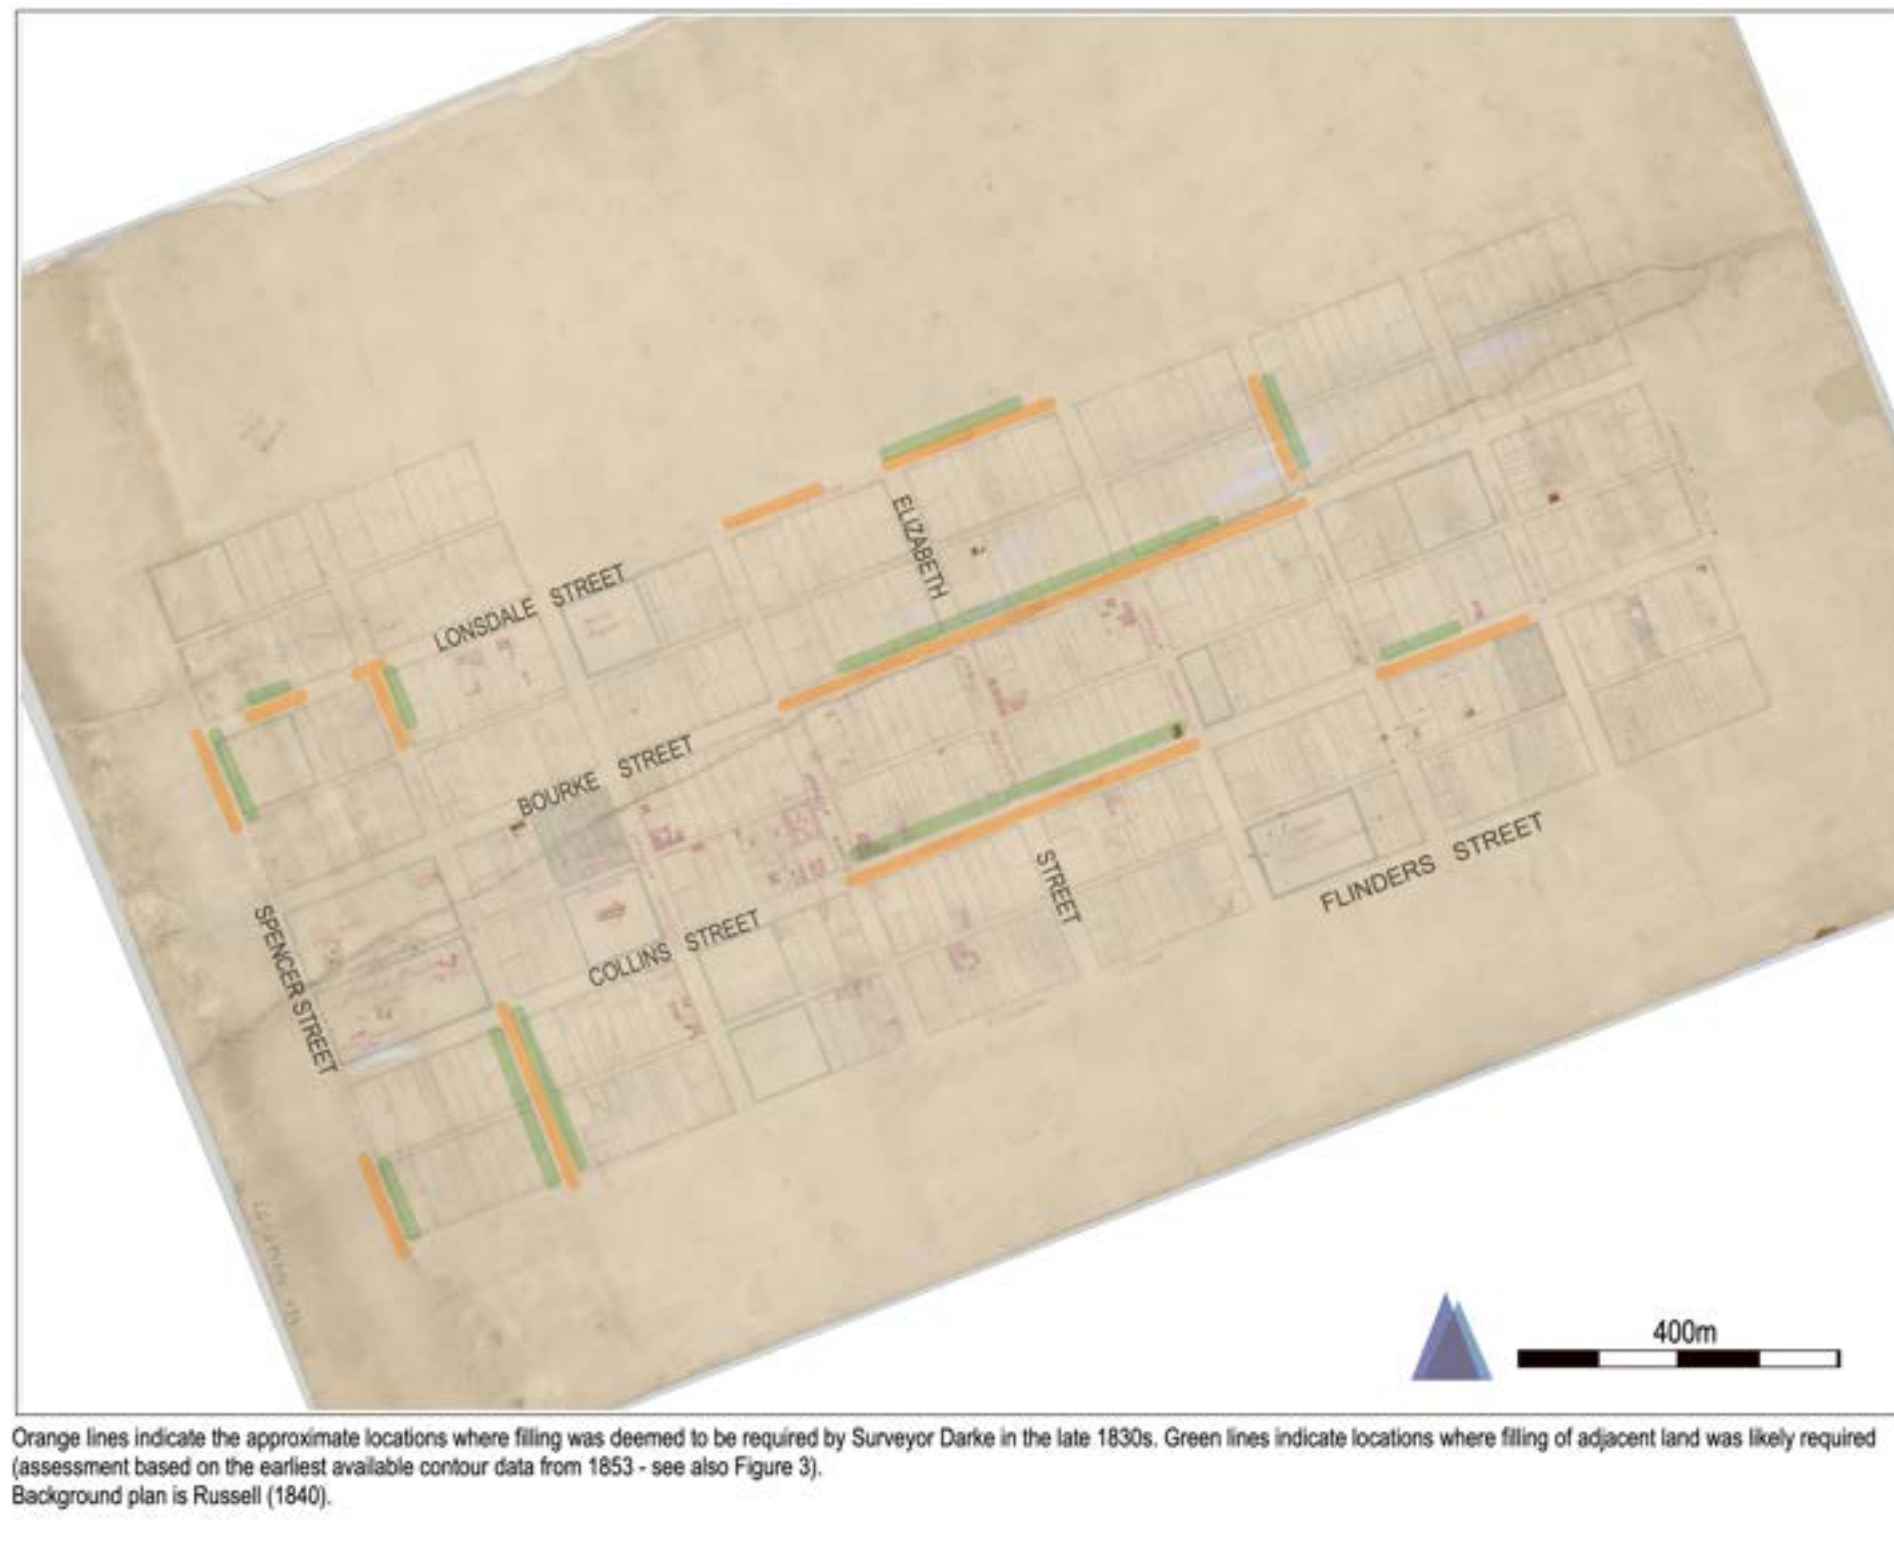 ELIZABETH
LONSDALE STREET
BOURKE STREET
SPENCER STREET
COLLINS STREET
STREET
FLINDERS STREET
400m
Orange lines indicate the approximate locations where filling was deemed to be required by Surveyor Darke in the late 1830s. Green lines indicate locations where filling of adjacent land was likely required
(assessment based on the earliest available contour data from 1853 - see also Figure 3).
Background plan is Russell (1840).